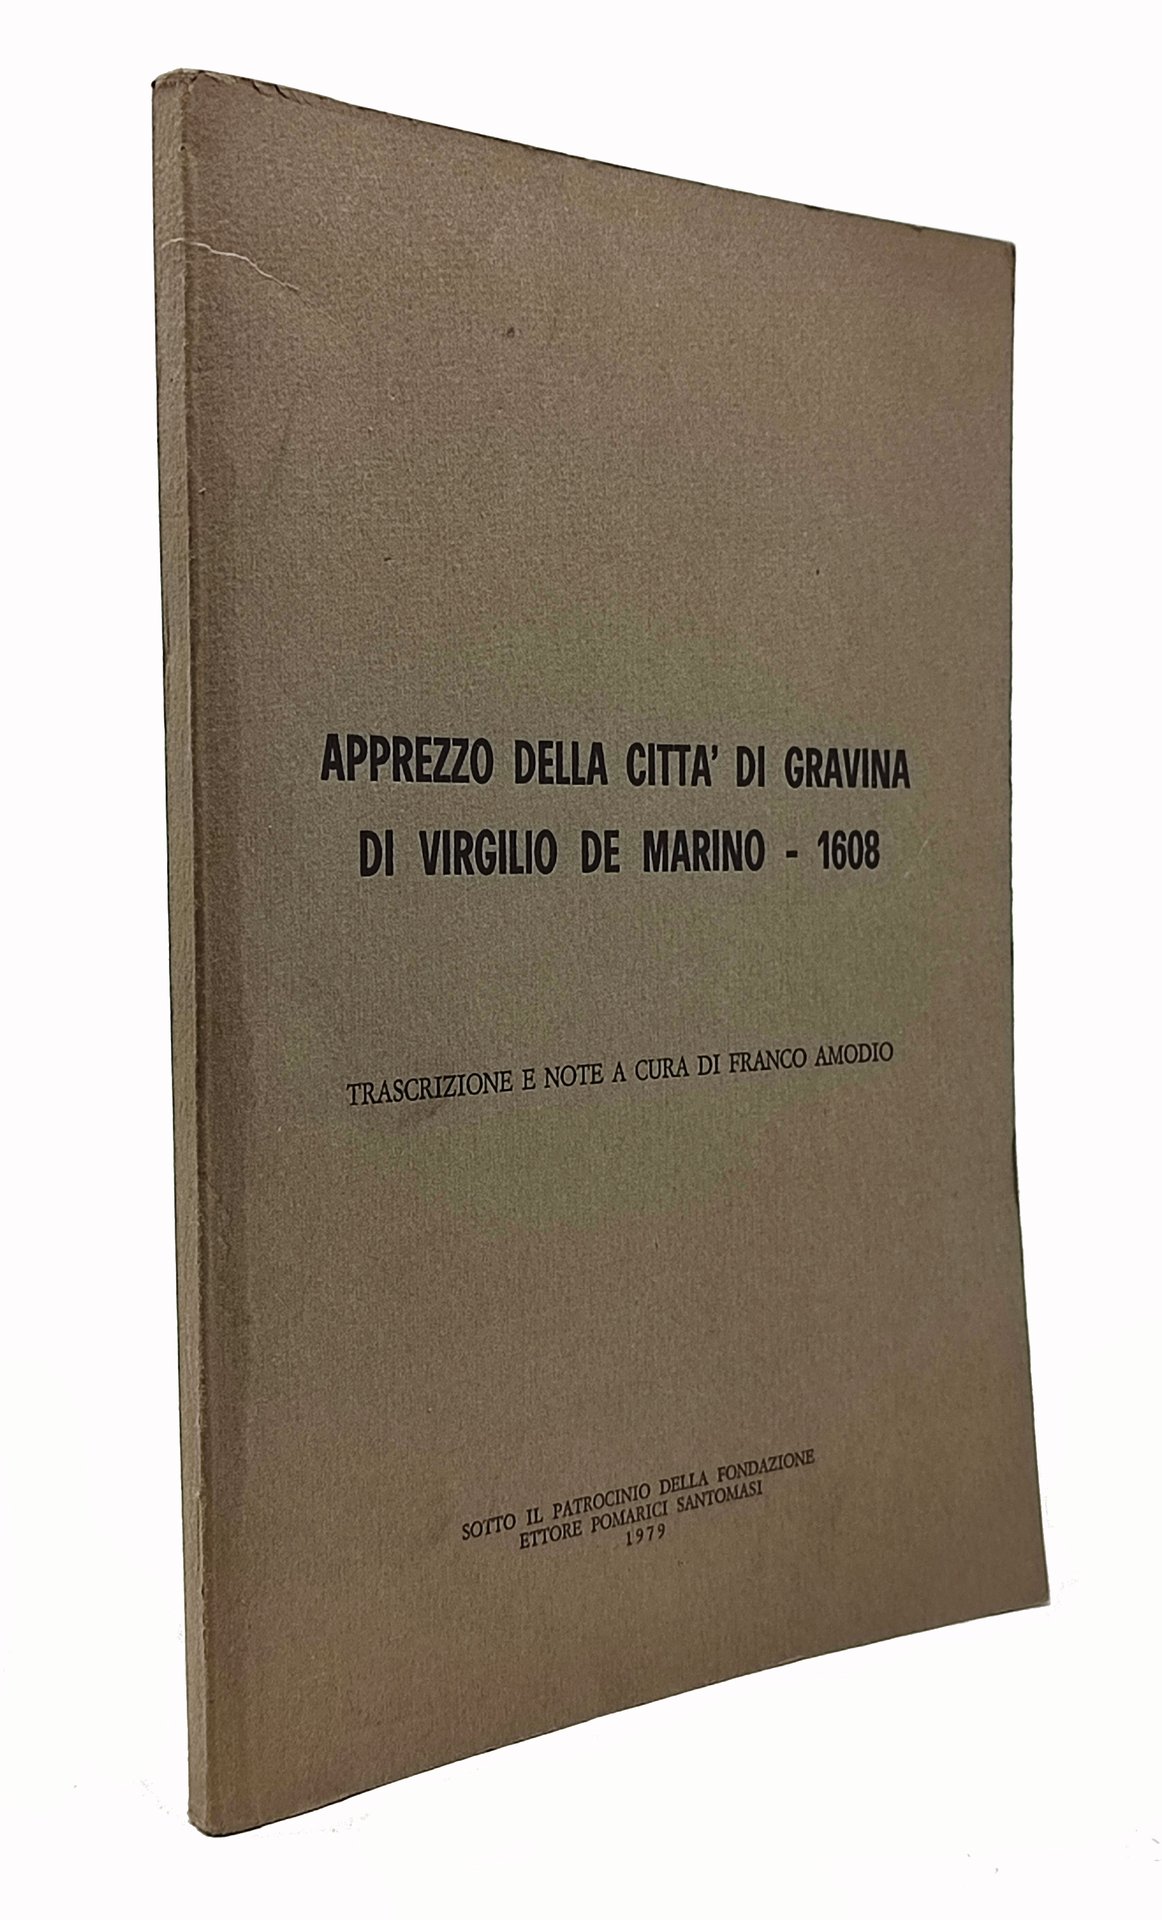 APPREZZO DELLA CITTA' DI GRAVINA
DI VIRGILIO DE MARINO - 1608
TRASCRIZIONE E NOTE A CURA DI FRANCO AMODIO
SOTTO IL PATROCINIO DELLA FONDAZIONE
ETTORE POMARICI SANTOMASI
1979